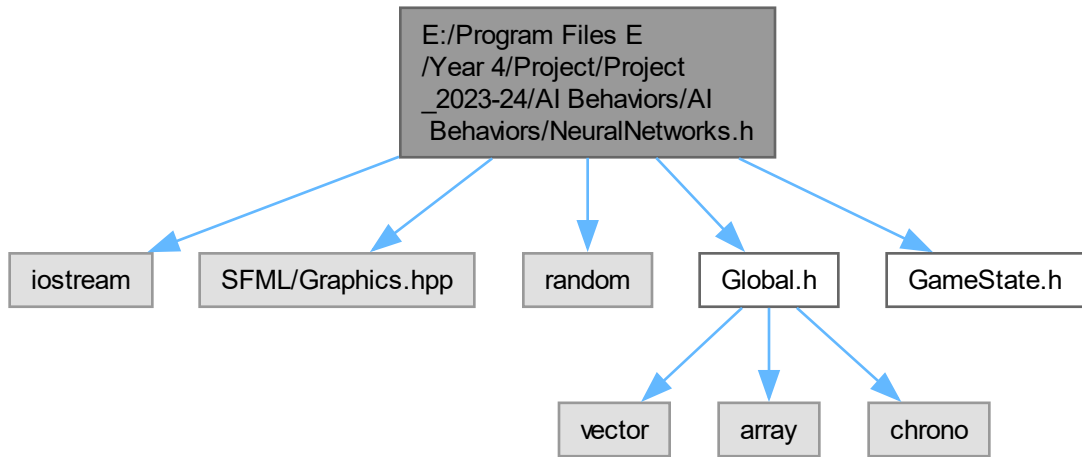 E:/Program Files E
/Year 4/Project/Project
_2023-24/AI Behaviors/AI
Behaviors/NeuralNetworks.h
iostream
SFML/Graphics.hpp
random
Global.h
GameState.h
vector
array
chrono